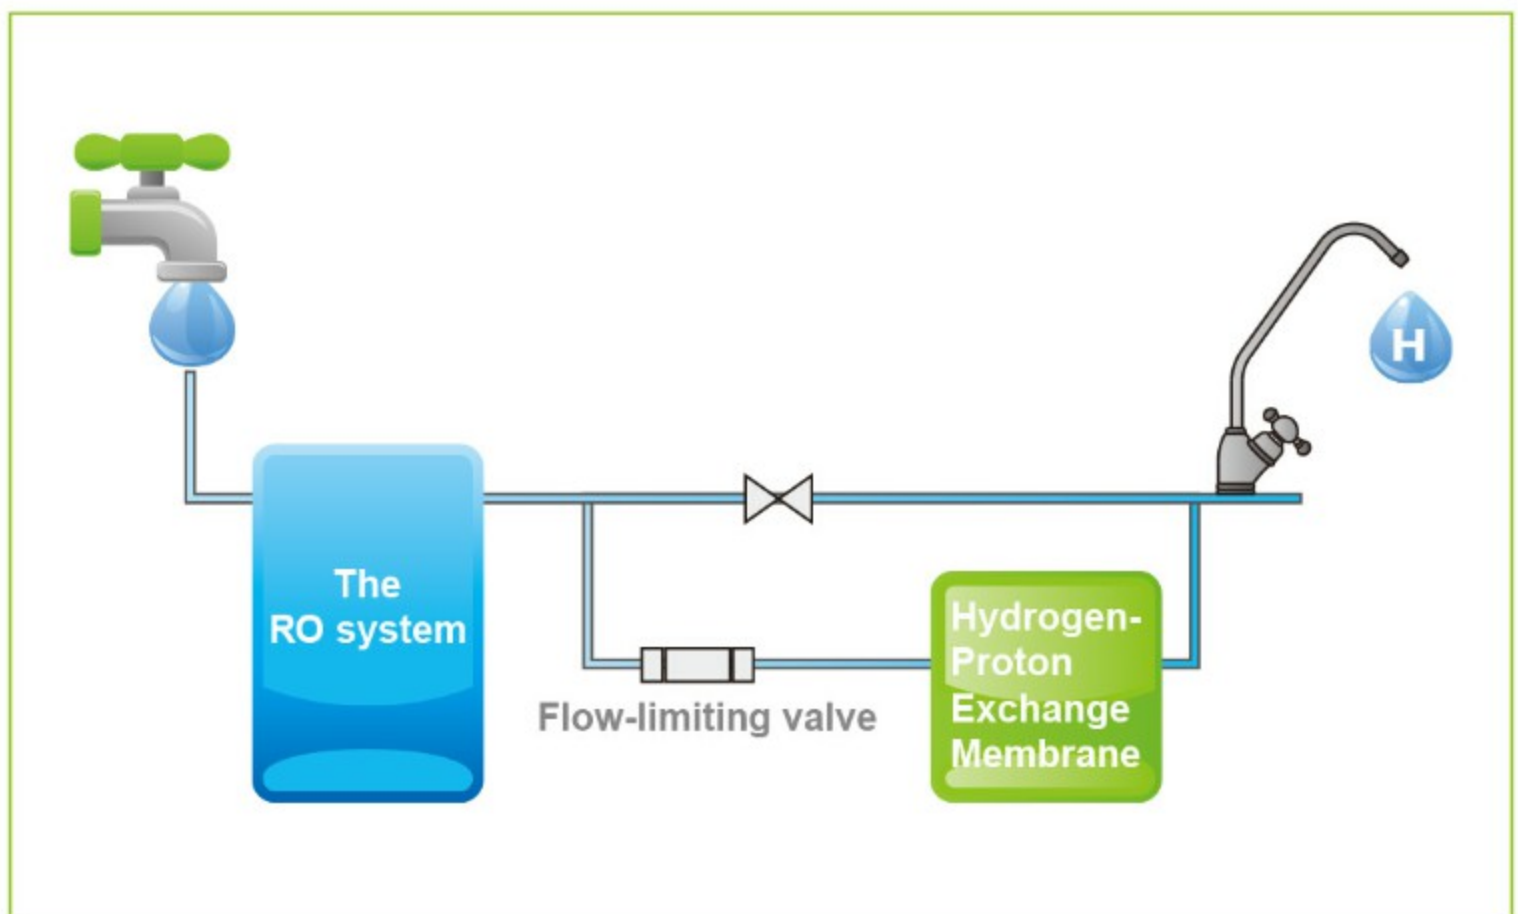 The
RO system
Flow-limiting valve
Hydrogen-
Proton
Exchange
Membrane
H